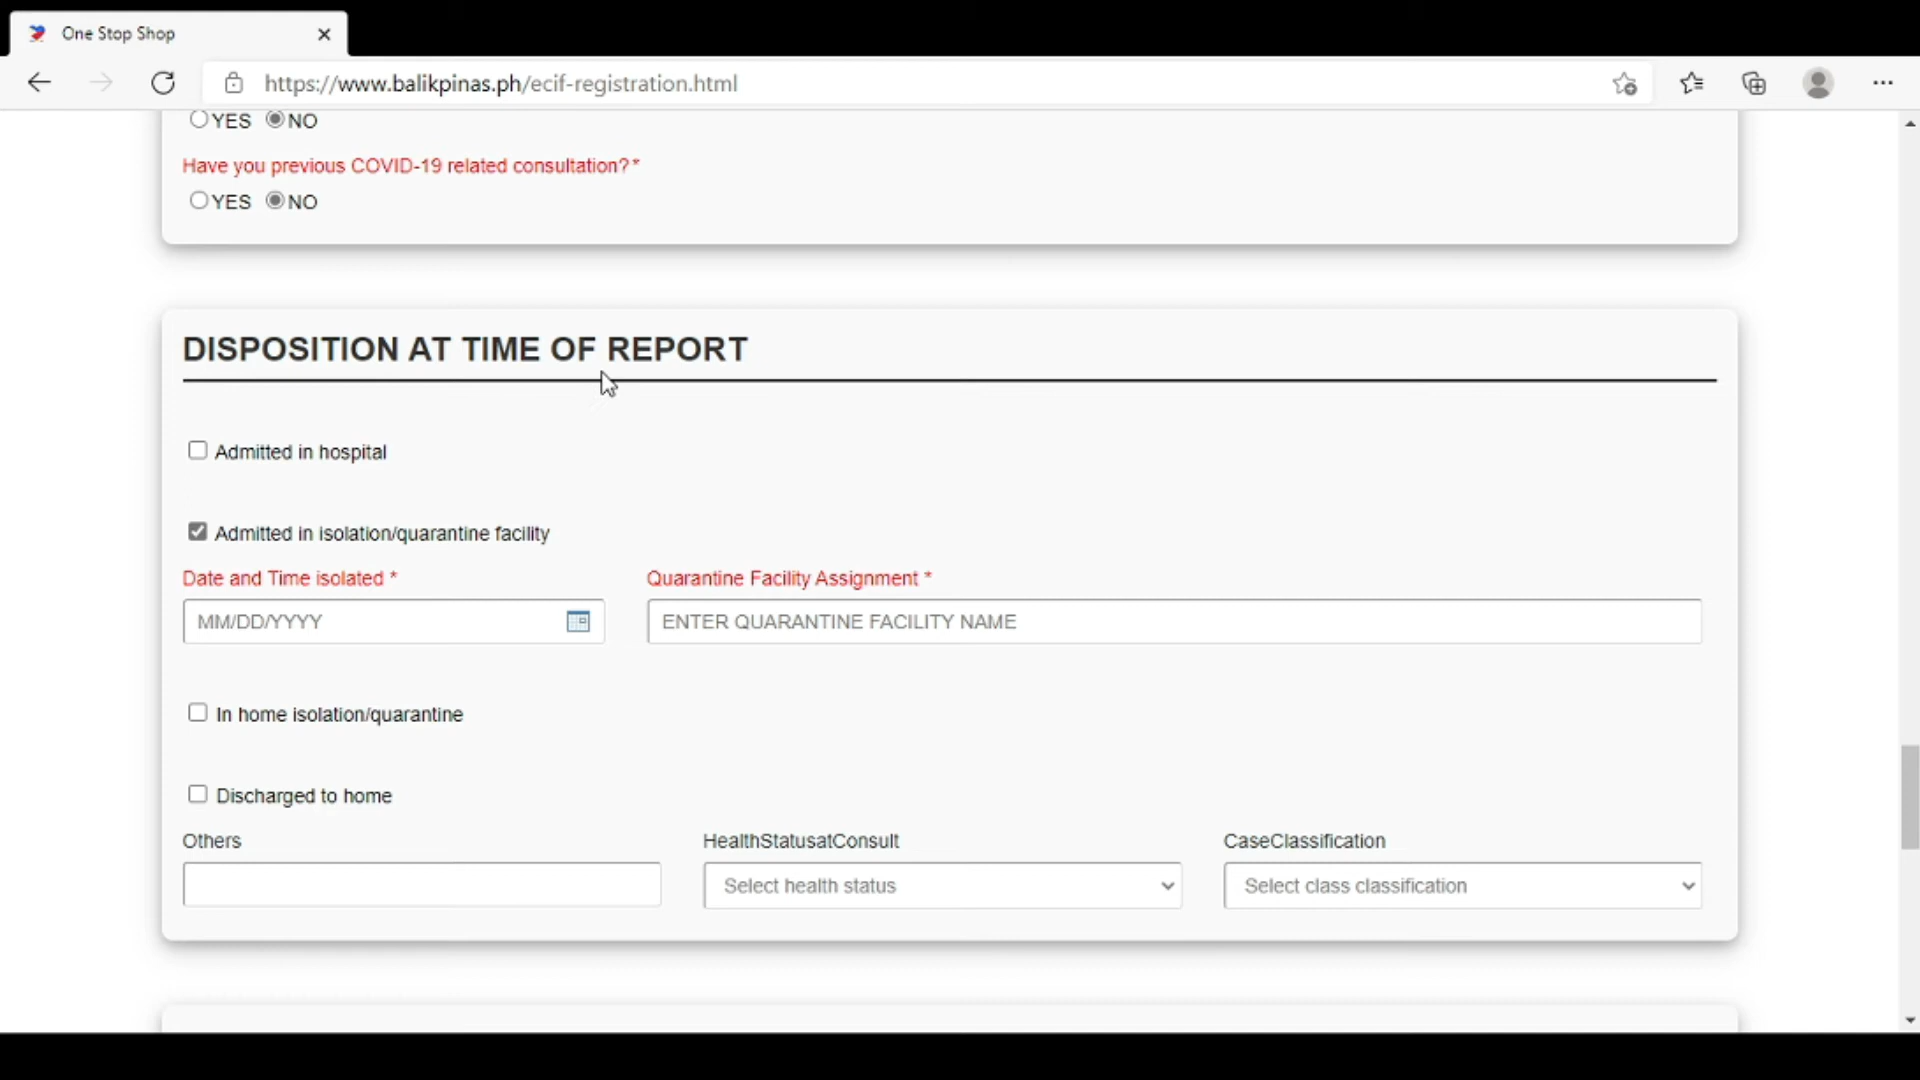 One Stop Shop
https://www.balikpinas.ph/ecif-registration.html
YES NO
Have you previous COVID-19 related consultation?*
YES NO
DISPOSITION AT TIME OF REPORT
Admitted in hospital
Admitted in isolation/quarantine facility
Date and Time isolated * Quarantine Facility Assignment *
MM/DD/YYYY ENTER QUARANTINE FACILITY NAME
In home isolation/quarantine
Discharged to home
Others HealthStatusatConsult CaseClassification
Select health status Select class classification